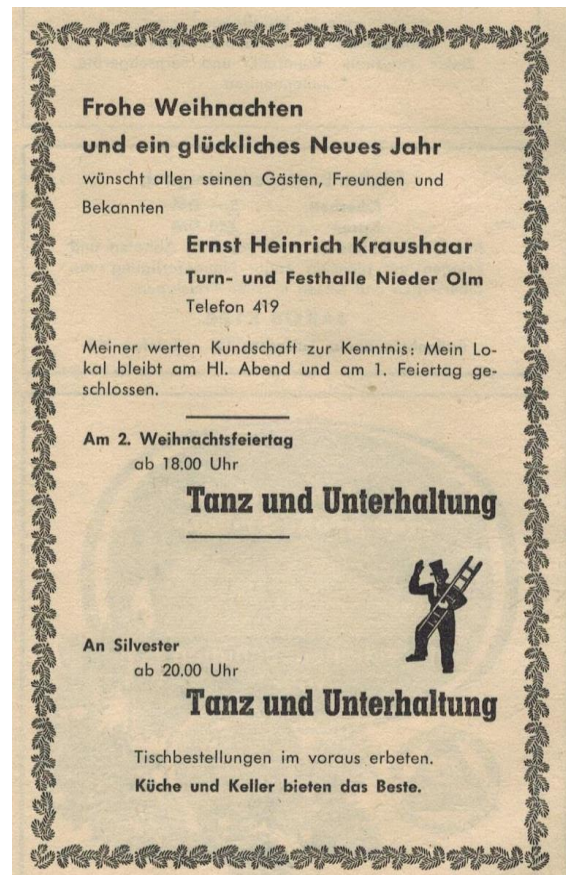 Frohe Weihnachten
und ein glückliches Neues Jahr
wünscht allen seinen Gästen, Freunden und
Bekannten
Ernst Heinrich Kraushaar
Turn- und Festhalle Nieder Olm
Telefon 419
Meiner werten Kundschaft zur Kenntnis: Mein Lo-
kal bleibt am Hl. Abend und am 1. Feiertag ge-
schlossen.
Am 2. Weihnachtsfeiertag
ab 18.00 Uhr
Tanz und Unterhaltung
An Silvester
ab 20.00 Uhr
Tanz und Unterhaltung
Tischbestellungen im voraus erbeten.
Küche und Keller bieten das Beste.